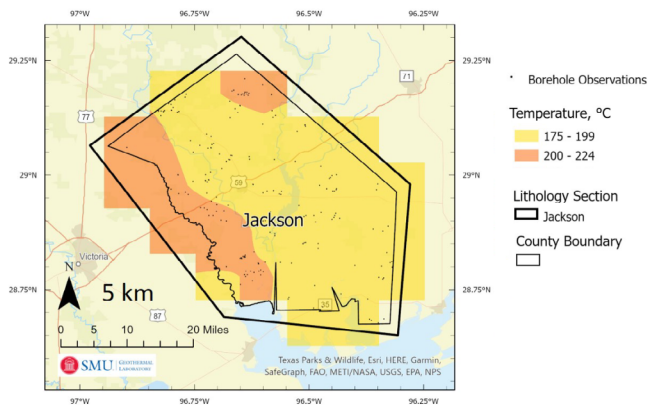 97°W 96.75°W 96.5°W 96.25°W
29.25°N 29.25°N
71
77
29°N 29°N
59
Jackson
Victoria
N
5 km
28.75°N 28.75°N
35
87
0 5 10 20 Miles
SMU GEOTHERMAL LABORATORY
Texas Parks & Wildlife, Esri, HERE, Garmin,
SafeGraph, FAO, METI/NASA, USGS, EPA, NPS
97°W 96.75°W 96.5°W 96.25°W
Borehole Observations
Temperature, °C
175 - 199
200 - 224
Lithology Section
Jackson
County Boundary